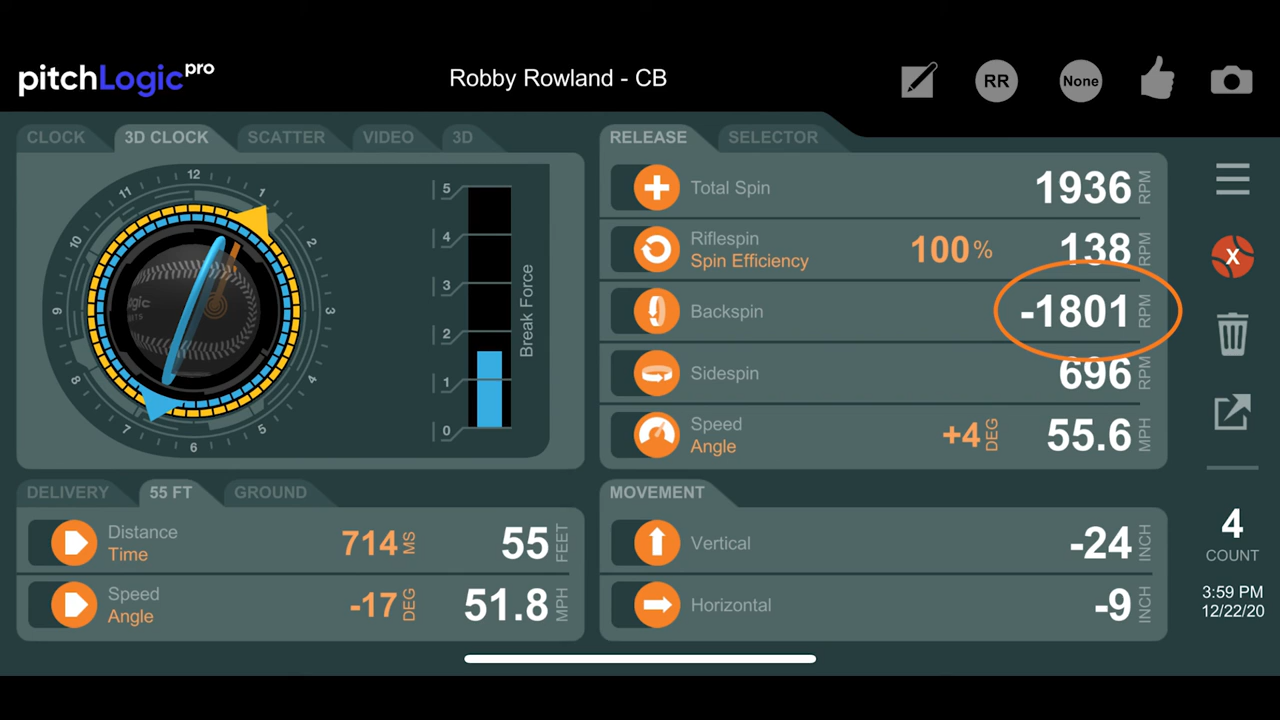 pitchLogic pro
Robby Rowland - CB
RR
None
CLOCK
3D CLOCK
SCATTER
VIDEO
3D
12
1
2
3
4
5
6
7
8
9
10
11
5
4
3
2
1
0
Break Force
RELEASE
SELECTOR
Total Spin
1936 RPM
Riflespin
Spin Efficiency
100 %
138 RPM
Backspin
-1801 RPM
Sidespin
696 RPM
Speed
Angle
+4 DEG
55.6 MPH
X
DELIVERY
55 FT
GROUND
Distance
Time
714 MS
55 FEET
Speed
Angle
-17 DEG
51.8 MPH
MOVEMENT
Vertical
-24 INCH
Horizontal
-9 INCH
4
COUNT
3:59 PM
12/22/20